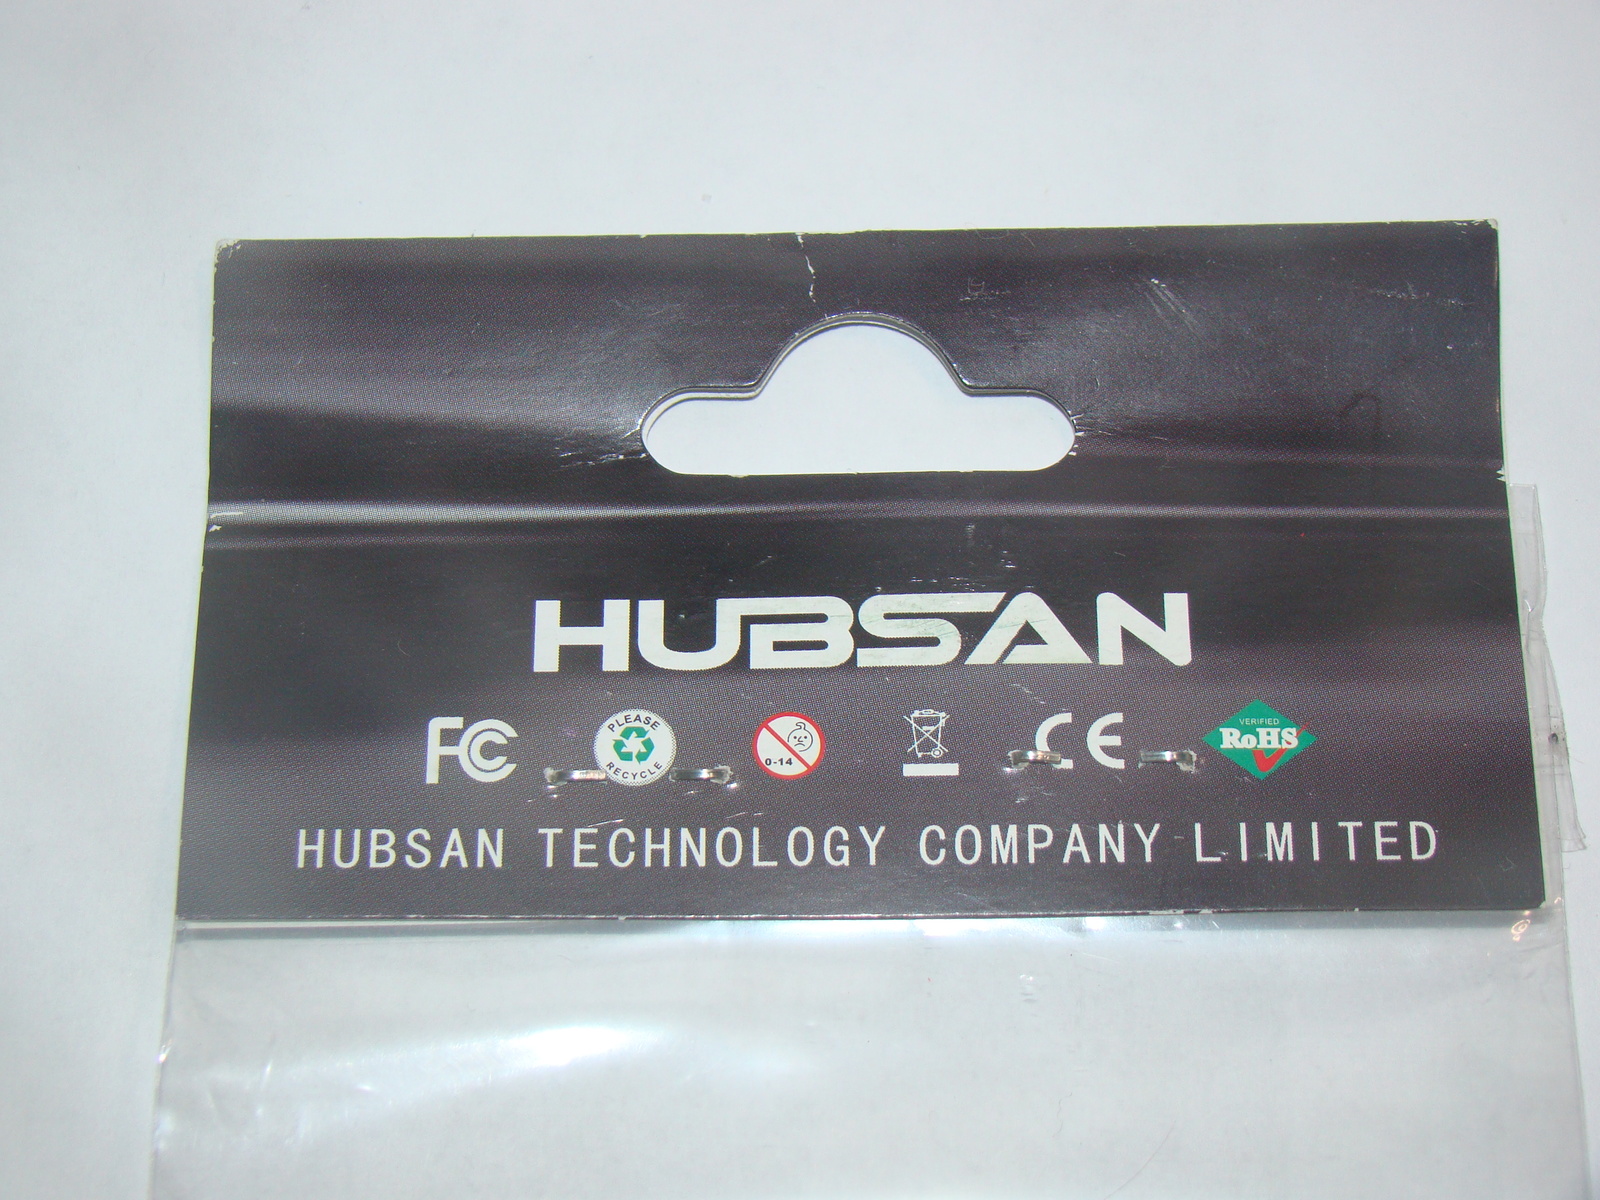 HUBSAN
FC PLEASE RECYCLE 0-14 CE VERIFIED RoHS
HUBSAN TECHNOLOGY COMPANY LIMITED